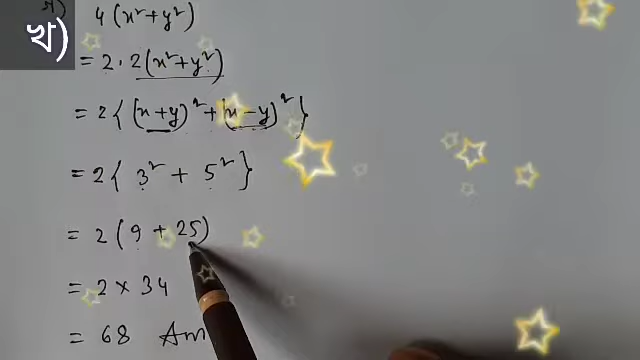 খ)
4(x²+y²)
= 2 · 2(x²+y²)
= 2{(x+y)²+(x-y)²}
= 2{3² + 5²}
= 2(9 + 25)
= 2 × 34
= 68 Ans